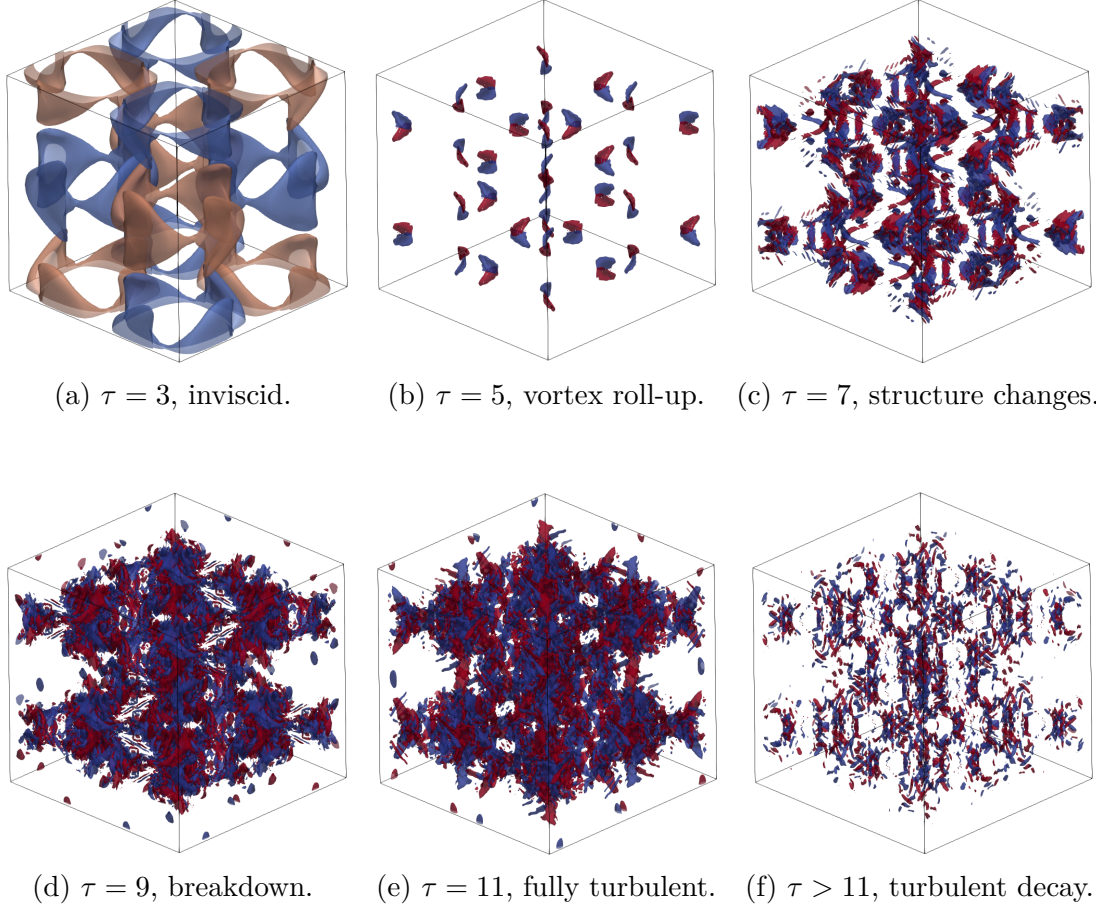 (a) τ = 3, inviscid.
(b) τ = 5, vortex roll-up.
(c) τ = 7, structure changes.
(d) τ = 9, breakdown.
(e) τ = 11, fully turbulent.
(f) τ > 11, turbulent decay.